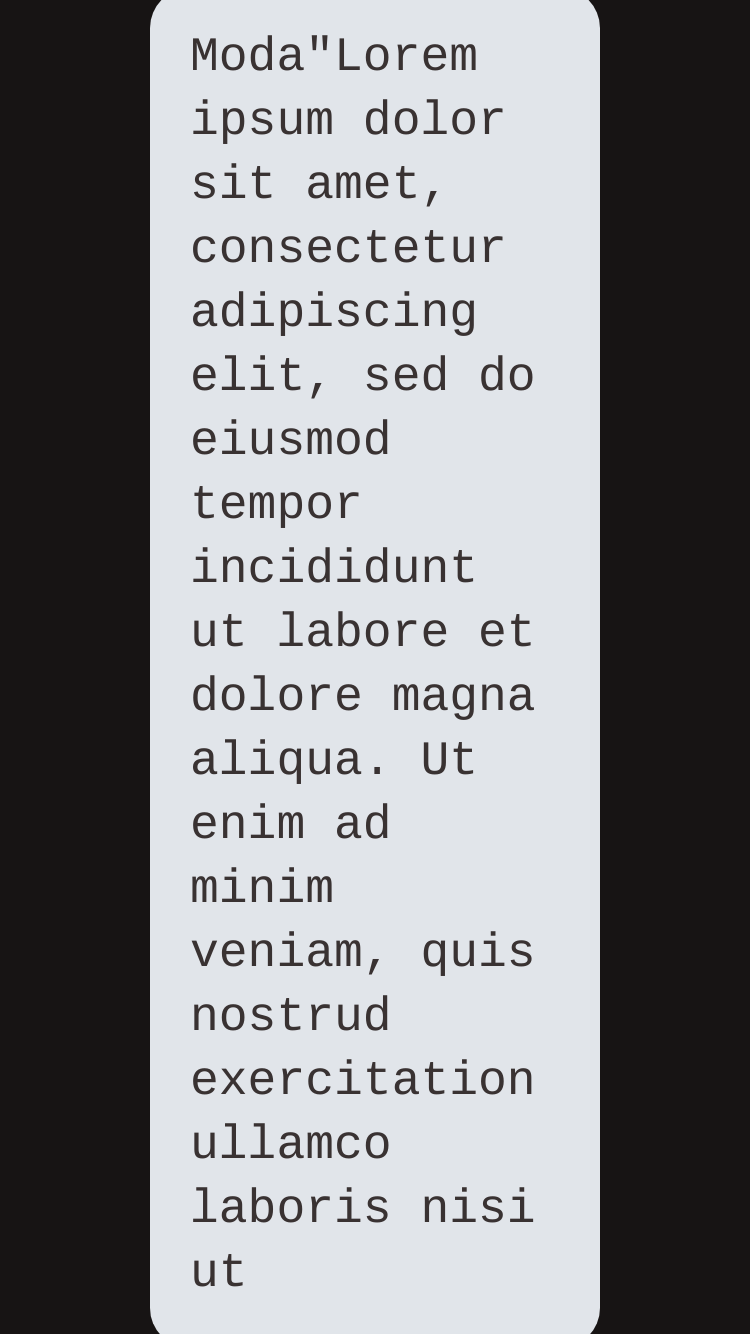 Moda"Lorem
ipsum dolor
sit amet,
consectetur
adipiscing
elit, sed do
eiusmod
tempor
incididunt
ut labore et
dolore magna
aliqua. Ut
enim ad
minim
veniam, quis
nostrud
exercitation
ullamco
laboris nisi
ut